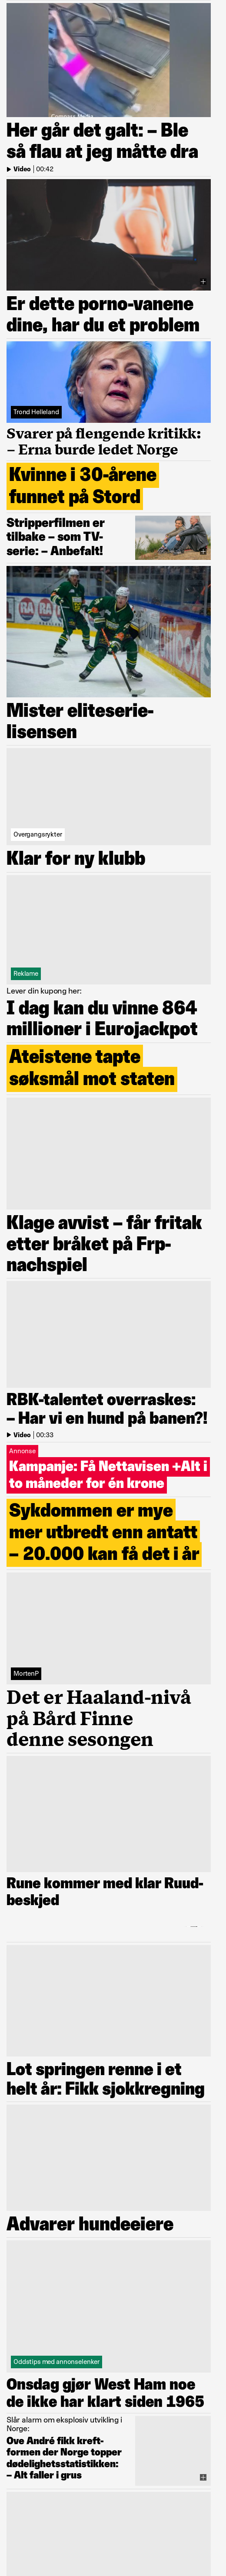 Her går det galt: – Ble
så flau at jeg måtte dra
Video | 00:42
Er dette porno-vanene
dine, har du et problem
Trond Helleland
Svarer på flengende kritikk:
– Erna burde ledet Norge
Kvinne i 30-årene
funnet på Stord
Stripperfilmen er
tilbake – som TV-
serie: – Anbefalt!
Mister eliteserie-
lisensen
Overgangsrykter
Klar for ny klubb
Reklame
Lever din kupong her:
I dag kan du vinne 864
millioner i Eurojackpot
Ateistene tapte
søksmål mot staten
Klage avvist – får fritak
etter bråket på Frp-
nachspiel
RBK-talentet overraskes:
– Har vi en hund på banen?!
Video | 00:33
Annonse
Kampanje: Få Nettavisen +Alt i
to måneder for én krone
Sykdommen er mye
mer utbredt enn antatt
– 20.000 kan få det i år
MortenP
Det er Haaland-nivå
på Bård Finne
denne sesongen
Rune kommer med klar Ruud-
beskjed
Lot springen renne i et
helt år: Fikk sjokkregning
Advarer hundeeiere
Oddstips med annonselenker
Onsdag gjør West Ham noe
de ikke har klart siden 1965
Slår alarm om eksplosiv utvikling i
Norge:
Ove André fikk kreft-
formen der Norge topper
dødelighetsstatistikken:
– Alt faller i grus